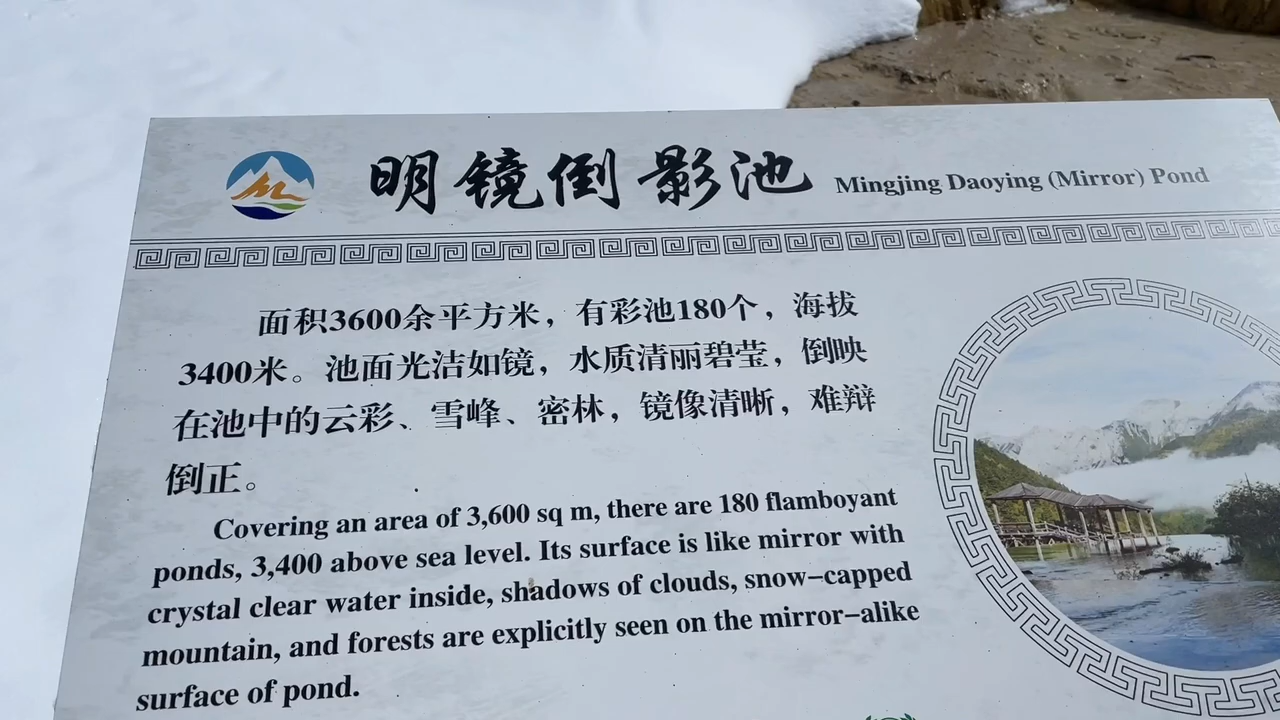 明镜倒影池 Mingjing Daoying (Mirror) Pond
面积3600余平方米，有彩池180个，海拔
3400米。池面光洁如镜，水质清丽碧莹，倒映
在池中的云彩、雪峰、密林，镜像清晰，难辩
倒正。
Covering an area of 3,600 sq m, there are 180 flamboyant
ponds, 3,400 above sea level. Its surface is like mirror with
crystal clear water inside, shadows of clouds, snow-capped
mountain, and forests are explicitly seen on the mirror-alike
surface of pond.